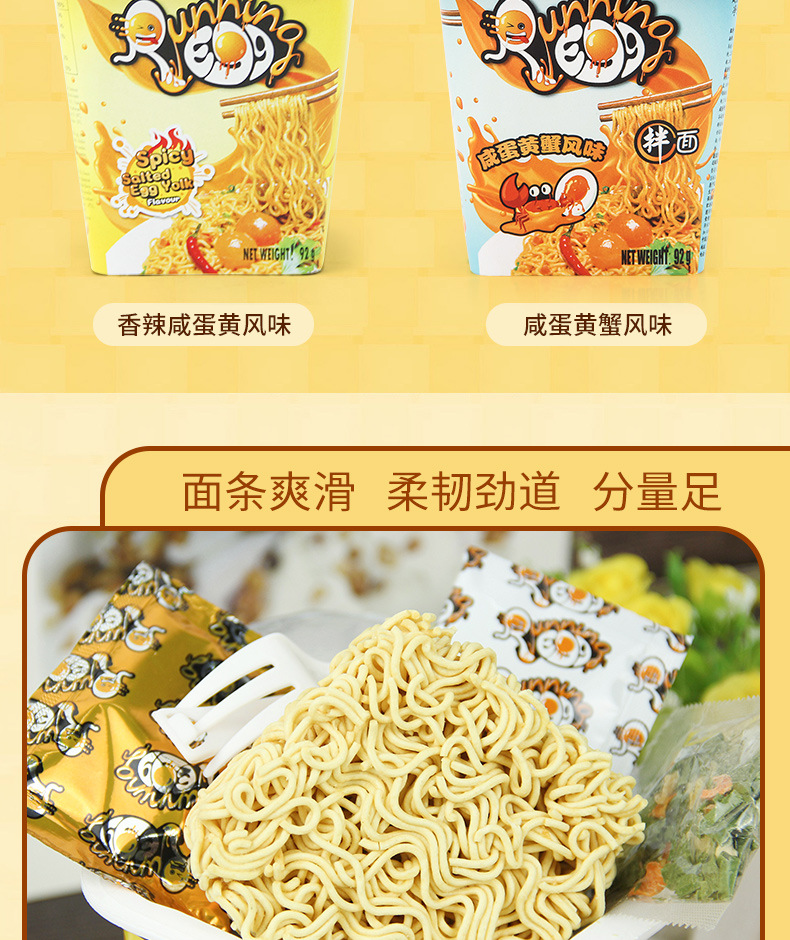 Running
Egg
Spicy
Salted
Egg Yolk
Flavour
NET WEIGHT: 92g
Running
Egg
咸蛋黄蟹风味
拌面
NET WEIGHT: 92g
香辣咸蛋黄风味
咸蛋黄蟹风味
面条爽滑 柔韧劲道 分量足
Running
Running